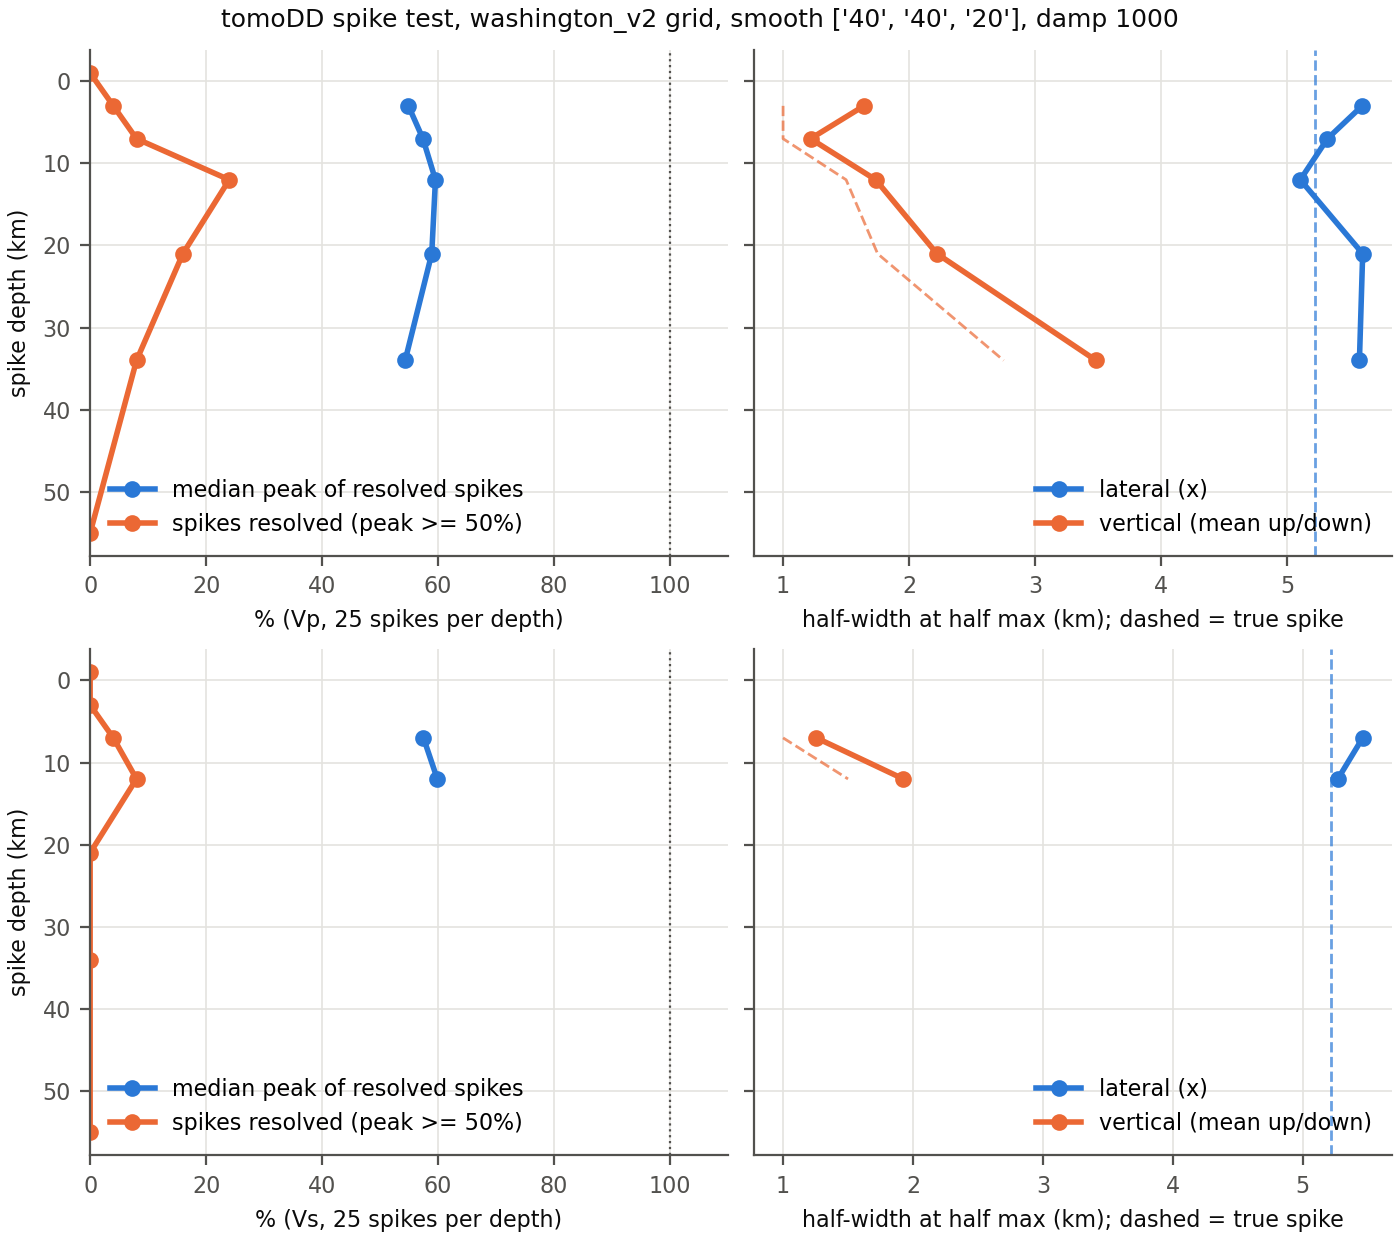 tomoDD spike test, washington_v2 grid, smooth ['40', '40', '20'], damp 1000
spike depth (km)
0
10
20
30
40
50
median peak of resolved spikes
spikes resolved (peak >= 50%)
0 20 40 60 80 100
% (Vp, 25 spikes per depth)
lateral (x)
vertical (mean up/down)
1 2 3 4 5
half-width at half max (km); dashed = true spike
spike depth (km)
0
10
20
30
40
50
median peak of resolved spikes
spikes resolved (peak >= 50%)
0 20 40 60 80 100
% (Vs, 25 spikes per depth)
lateral (x)
vertical (mean up/down)
1 2 3 4 5
half-width at half max (km); dashed = true spike